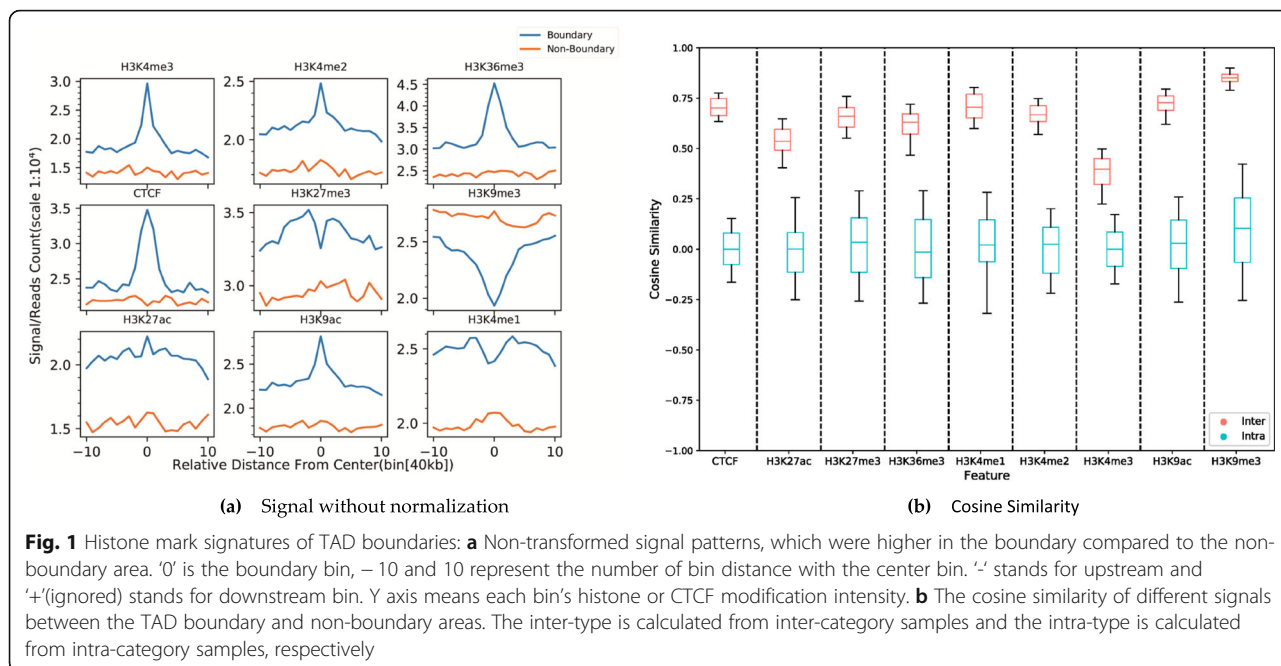 Boundary
Non-Boundary
H3K4me3
H3K4me2
H3K36me3
3.0
2.5
2.0
1.5
2.5
2.0
4.5
4.0
3.5
3.0
2.5
CTCF
H3K27me3
H3K9me3
3.5
3.0
2.5
3.5
3.0
2.5
2.0
H3K27ac
H3K9ac
H3K4me1
2.0
1.5
2.5
2.0
2.5
2.0
−10 0 10
−10 0 10
−10 0 10
Signal/Reads Count(scale 1:10⁴)
Relative Distance From Center(bin[40kb])
(a) Signal without normalization
1.00
0.75
0.50
0.25
0.00
−0.25
−0.50
−0.75
−1.00
Cosine Similarity
Inter
Intra
CTCF H3K27ac H3K27me3 H3K36me3 H3K4me1 H3K4me2 H3K4me3 H3K9ac H3K9me3
Feature
(b) Cosine Similarity
Fig. 1 Histone mark signatures of TAD boundaries: a Non-transformed signal patterns, which were higher in the boundary compared to the non-
boundary area. ‘0’ is the boundary bin, − 10 and 10 represent the number of bin distance with the center bin. ‘-‘ stands for upstream and
‘+’(ignored) stands for downstream bin. Y axis means each bin’s histone or CTCF modification intensity. b The cosine similarity of different signals
between the TAD boundary and non-boundary areas. The inter-type is calculated from inter-category samples and the intra-type is calculated
from intra-category samples, respectively